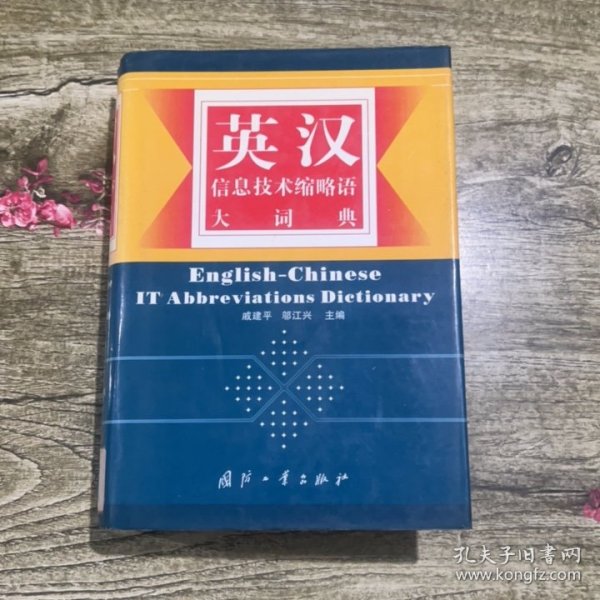 英汉
信息技术缩略语
大词典
English-Chinese
IT Abbreviations Dictionary
戚建平 邬江兴 主编
国防工业出版社
孔夫子旧书网
www.kongfz.com